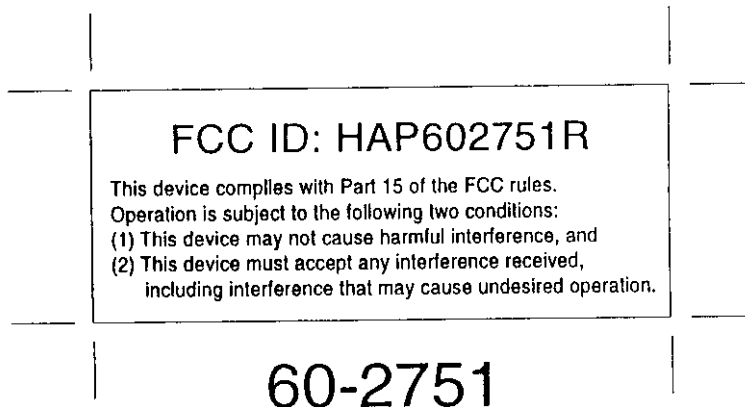 FCC ID: HAP602751R
This device complies with Part 15 of the FCC rules.
Operation is subject to the following two conditions:
(1) This device may not cause harmful interference, and
(2) This device must accept any interference received,
including interference that may cause undesired operation.
60-2751